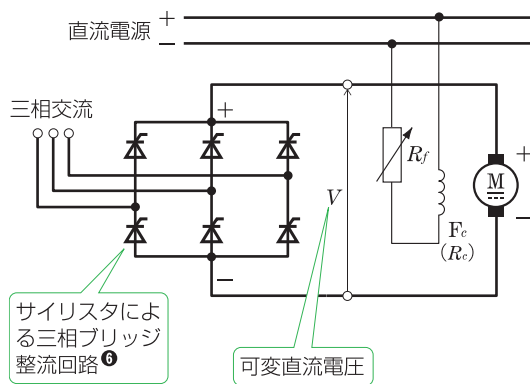 直流電源
+
−
三相交流
+
−
V
R_f
F_c
(R_c)
M
+
−
サイリスタによ
る三相ブリッジ
整流回路❻
可変直流電圧